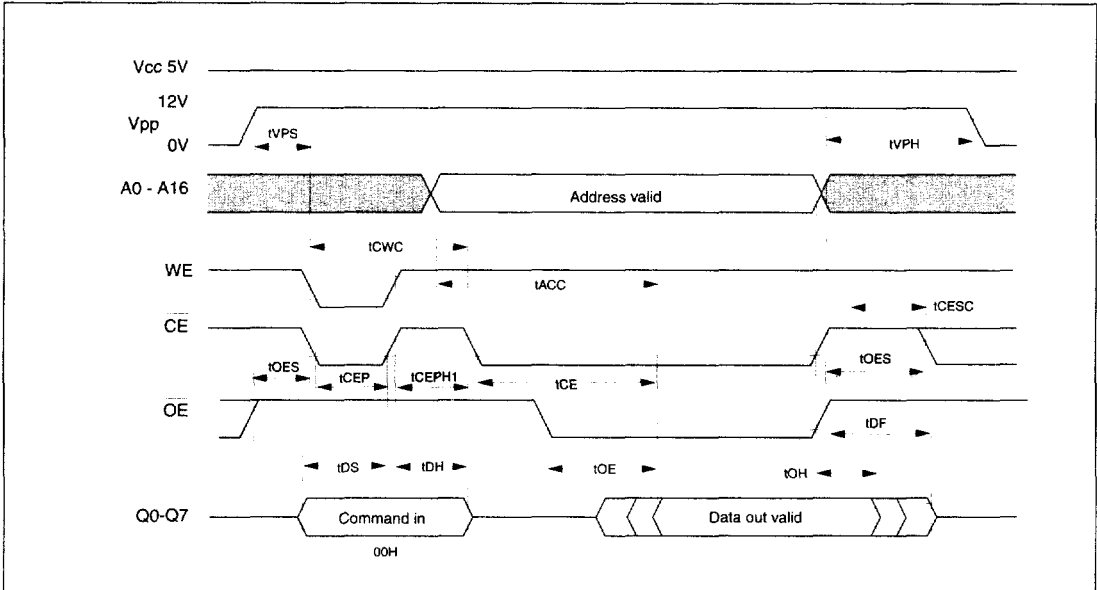 Vcc 5V
12V
Vpp
tVPS
tVPH
0V
A0 - A16
Address valid
tCWC
WE
tACC
tCESC
CE
tOES
tCEP
tCEPH1
tCE
tOES
OE
tDF
tDS
tDH
tOE
tOH
Q0-Q7
Command in
Data out valid
00H